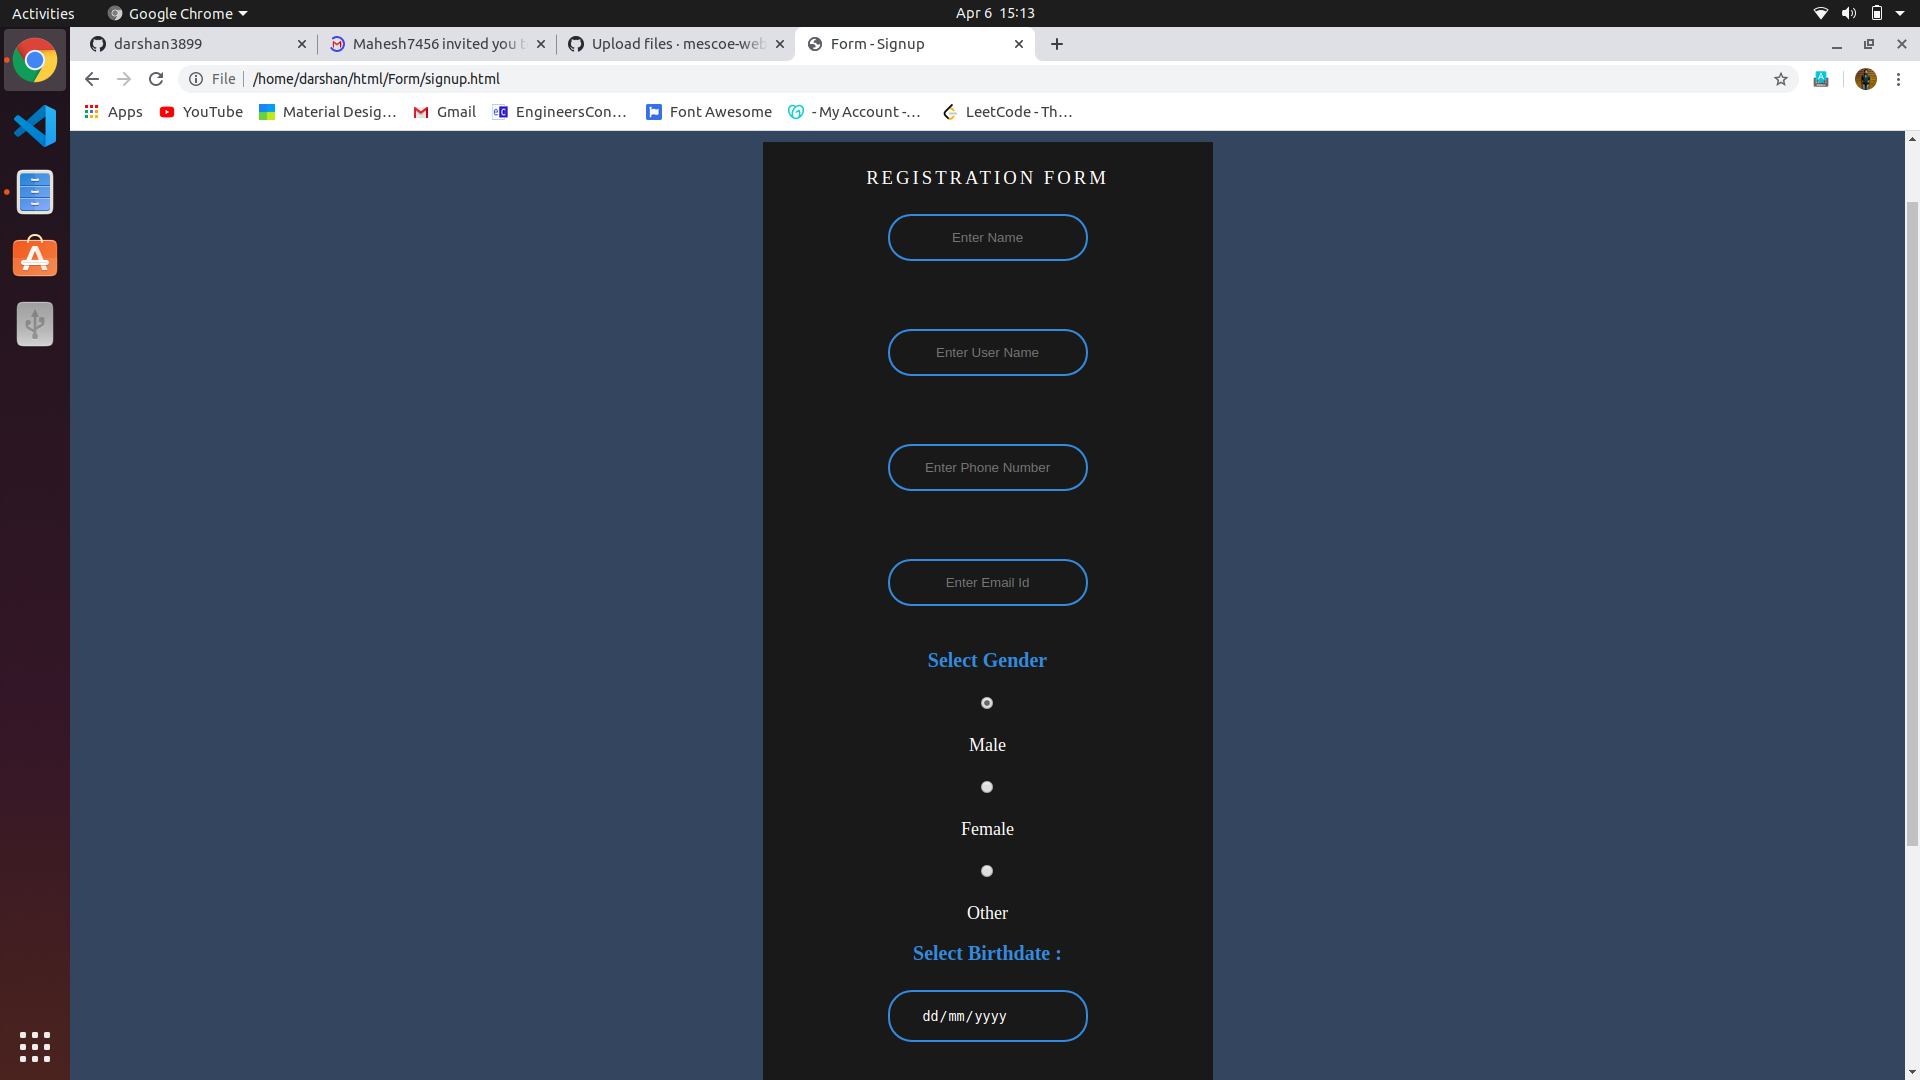 Activities
Google Chrome
Apr 6 15:13
darshan3899
Mahesh7456 invited you t
Upload files · mescoe-web
Form - Signup
File
/home/darshan/html/Form/signup.html
Apps
YouTube
Material Desig…
Gmail
EngineersCon…
Font Awesome
- My Account -…
LeetCode - Th…
REGISTRATION FORM
Enter Name
Enter User Name
Enter Phone Number
Enter Email Id
Select Gender
Male
Female
Other
Select Birthdate :
dd/mm/yyyy